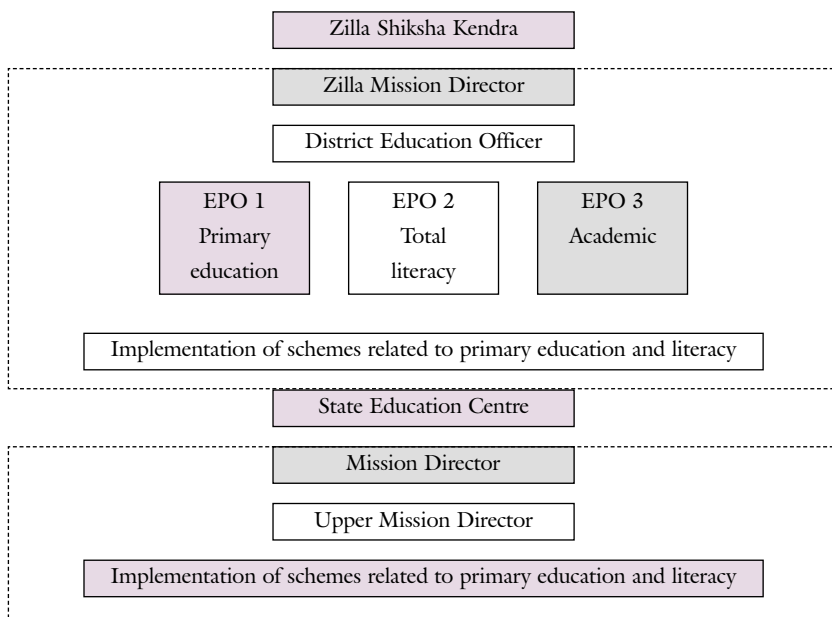 Zilla Shiksha Kendra
Zilla Mission Director
District Education Officer
EPO 1
Primary
education
EPO 2
Total
literacy
EPO 3
Academic
Implementation of schemes related to primary education and literacy
State Education Centre
Mission Director
Upper Mission Director
Implementation of schemes related to primary education and literacy